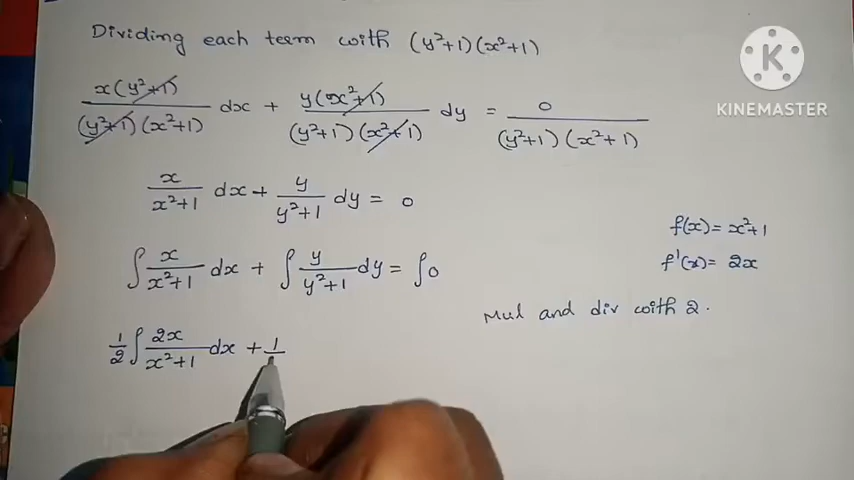 Dividing each term with (y²+1)(x²+1)
x(y²+1)/(y²+1)(x²+1) dx + y(x²+1)/(y²+1)(x²+1) dy = 0/(y²+1)(x²+1)
x/x²+1 dx + y/y²+1 dy = 0
∫ x/x²+1 dx + ∫ y/y²+1 dy = ∫0
1/2 ∫ 2x/x²+1 dx + 1/
f(x) = x²+1
f'(x) = 2x
Mul and div with 2.
K
KINEMASTER